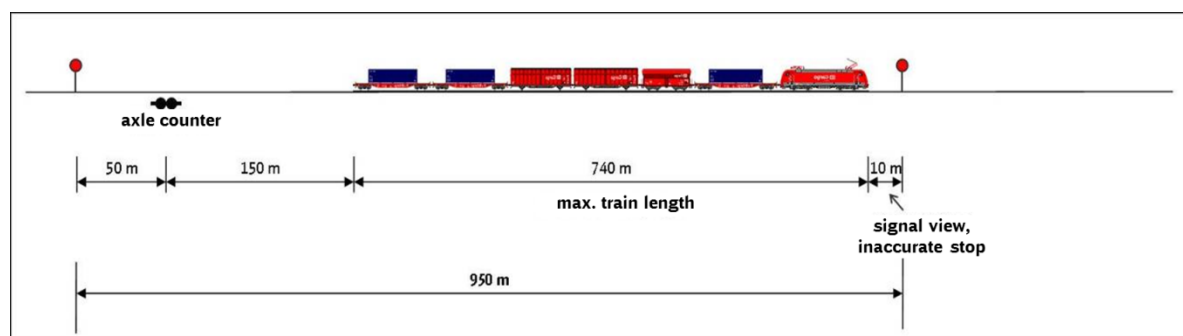 axle counter
50 m
150 m
740 m
10 m
max. train length
signal view,
inaccurate stop
950 m